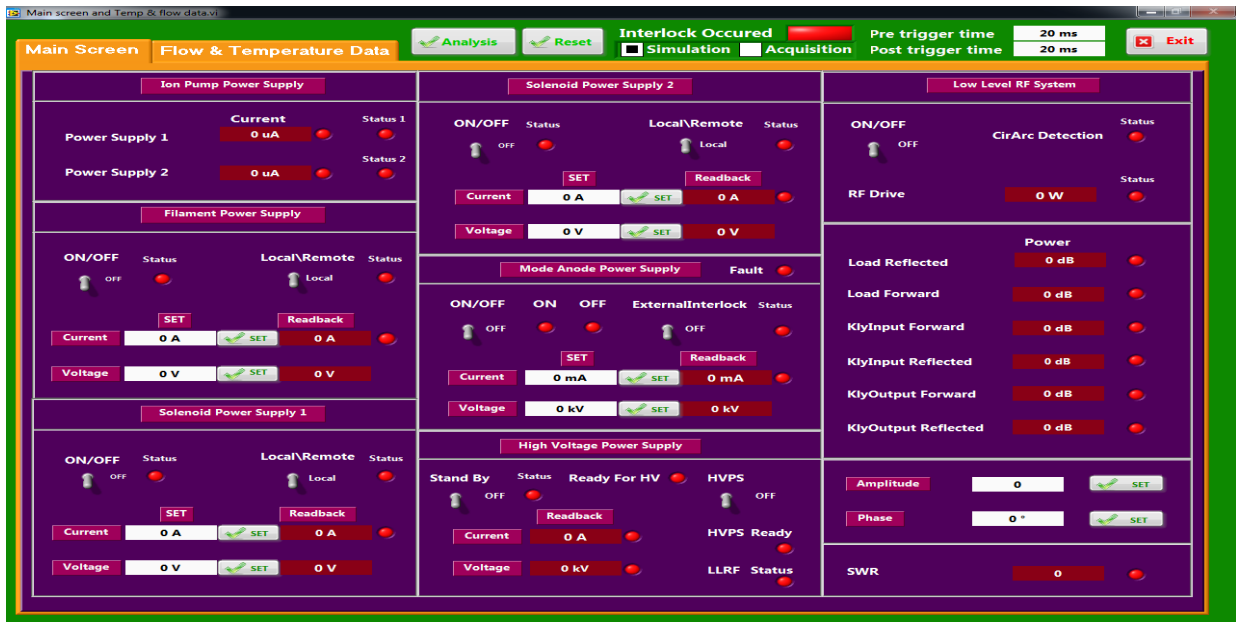 Main screen and Temp & flow data.vi
Main Screen
Flow & Temperature Data
Analysis
Reset
Interlock Occured
Simulation
Acquisition
Pre trigger time
20 ms
Post trigger time
20 ms
Exit
Ion Pump Power Supply
Current
Status 1
Power Supply 1
0 uA
Status 2
Power Supply 2
0 uA
Filament Power Supply
ON/OFF
Status
Local\Remote
Status
OFF
Local
SET
Readback
Current
0 A
SET
0 A
Voltage
0 V
SET
0 V
Solenoid Power Supply 1
ON/OFF
Status
Local\Remote
Status
OFF
Local
SET
Readback
Current
0 A
SET
0 A
Voltage
0 V
SET
0 V
Solenoid Power Supply 2
ON/OFF
Status
Local\Remote
Status
OFF
Local
SET
Readback
Current
0 A
SET
0 A
Voltage
0 V
SET
0 V
Mode Anode Power Supply
Fault
ON/OFF
ON
OFF
ExternalInterlock
Status
OFF
OFF
SET
Readback
Current
0 mA
SET
0 mA
Voltage
0 kV
SET
0 kV
High Voltage Power Supply
Stand By
Status
Ready For HV
HVPS
OFF
OFF
Readback
Current
0 A
HVPS Ready
Voltage
0 kV
LLRF Status
Low Level RF System
ON/OFF
Status
OFF
CirArc Detection
Status
RF Drive
0 W
Power
Load Reflected
0 dB
Load Forward
0 dB
KlyInput Forward
0 dB
KlyInput Reflected
0 dB
KlyOutput Forward
0 dB
KlyOutput Reflected
0 dB
Amplitude
0
SET
Phase
0 °
SET
SWR
0